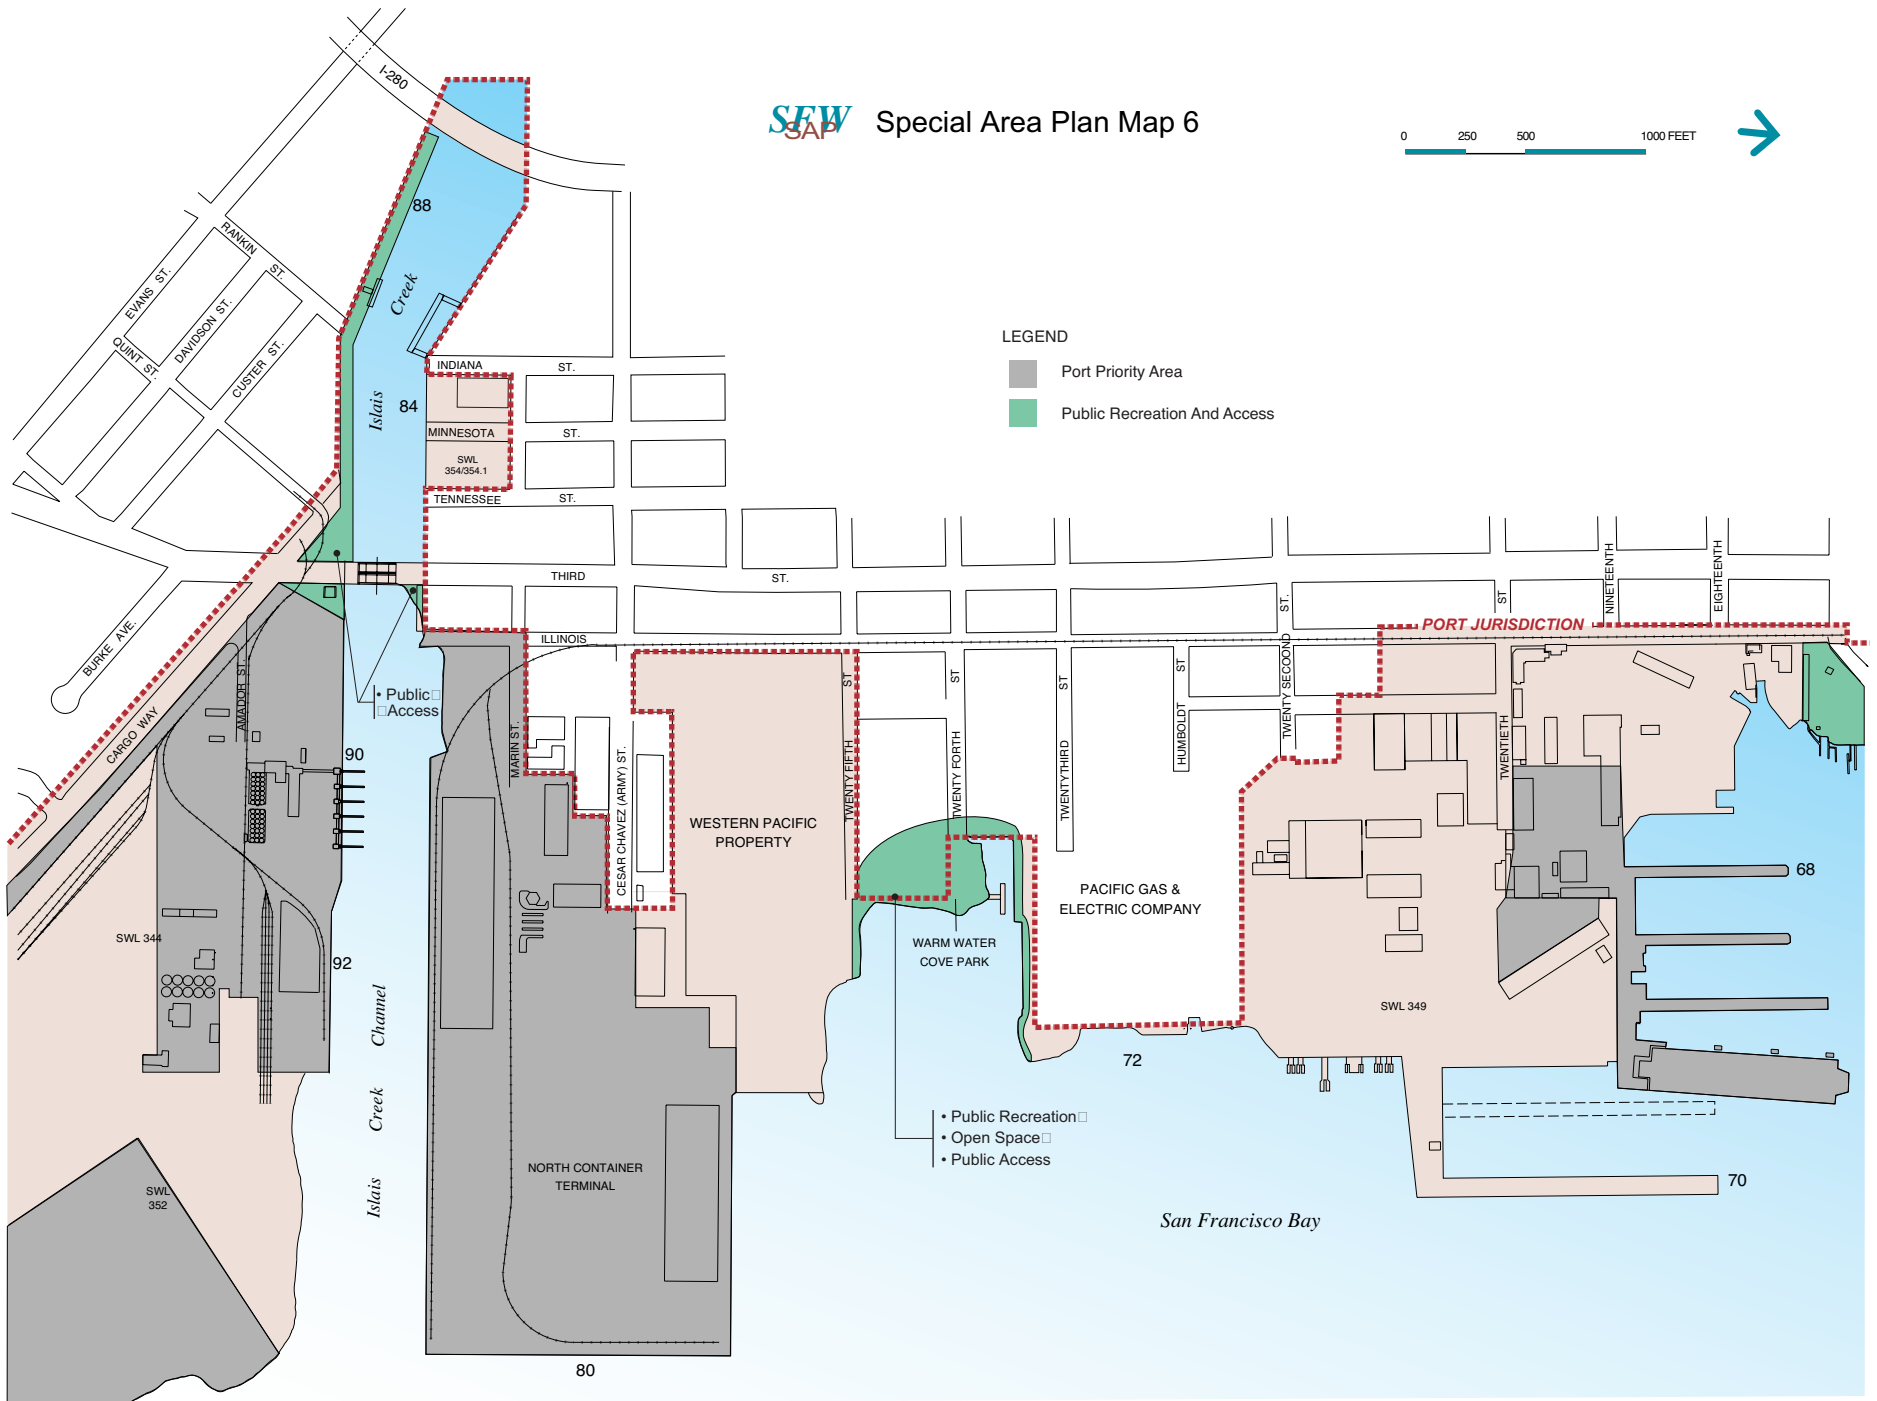 SFW
SAP
Special Area Plan Map 6
0 250 500 1000 FEET
I-280
88
RANKIN ST.
EVANS ST.
DAVIDSON ST.
QUINT ST.
CUSTER ST.
Islais Creek
84
INDIANA ST.
MINNESOTA ST.
SWL
354/354.1
TENNESSEE ST.
LEGEND
Port Priority Area
Public Recreation And Access
THIRD ST.
ILLINOIS
NINETEENTH
EIGHTEENTH
PORT JURISDICTION
BURKE AVE.
CARGO WAY
AMADOR ST.
• Public
Access
90
MARIN ST.
CESAR CHAVEZ (ARMY) ST.
WESTERN PACIFIC
PROPERTY
TWENTY FIFTH ST
TWENTY FORTH ST
TWENTYTHIRD ST
HUMBOLDT ST
TWENTY SECOOND ST.
TWENTIETH ST
68
PACIFIC GAS &
ELECTRIC COMPANY
WARM WATER
COVE PARK
SWL 344
92
SWL 349
72
Islais Creek Channel
• Public Recreation
• Open Space
• Public Access
NORTH CONTAINER
TERMINAL
SWL
352
70
San Francisco Bay
80